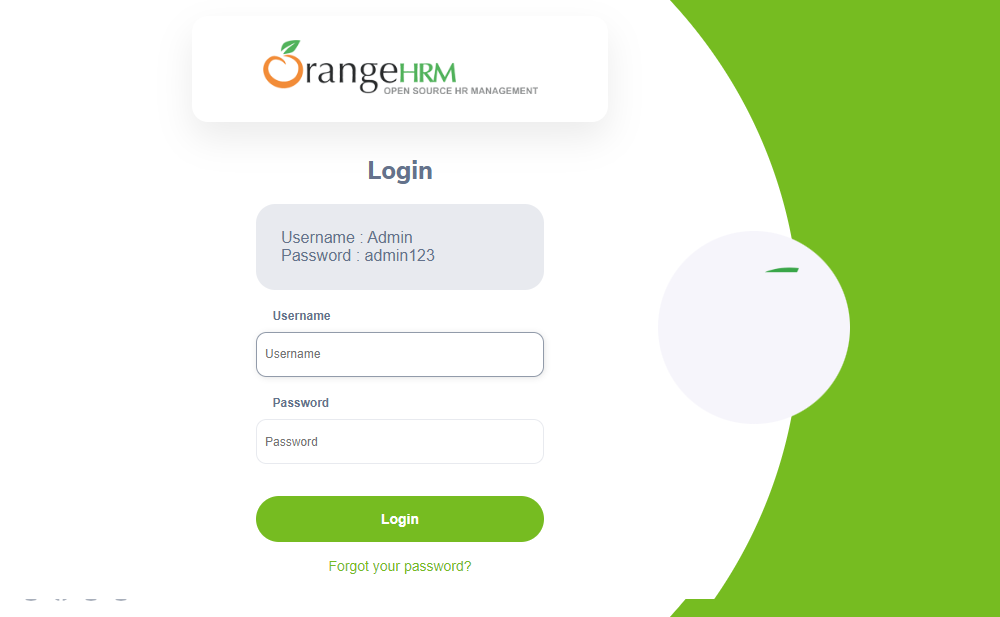 OrangeHRM
OPEN SOURCE HR MANAGEMENT
Login
Username : Admin
Password : admin123
Username
Username
Password
Password
Login
Forgot your password?